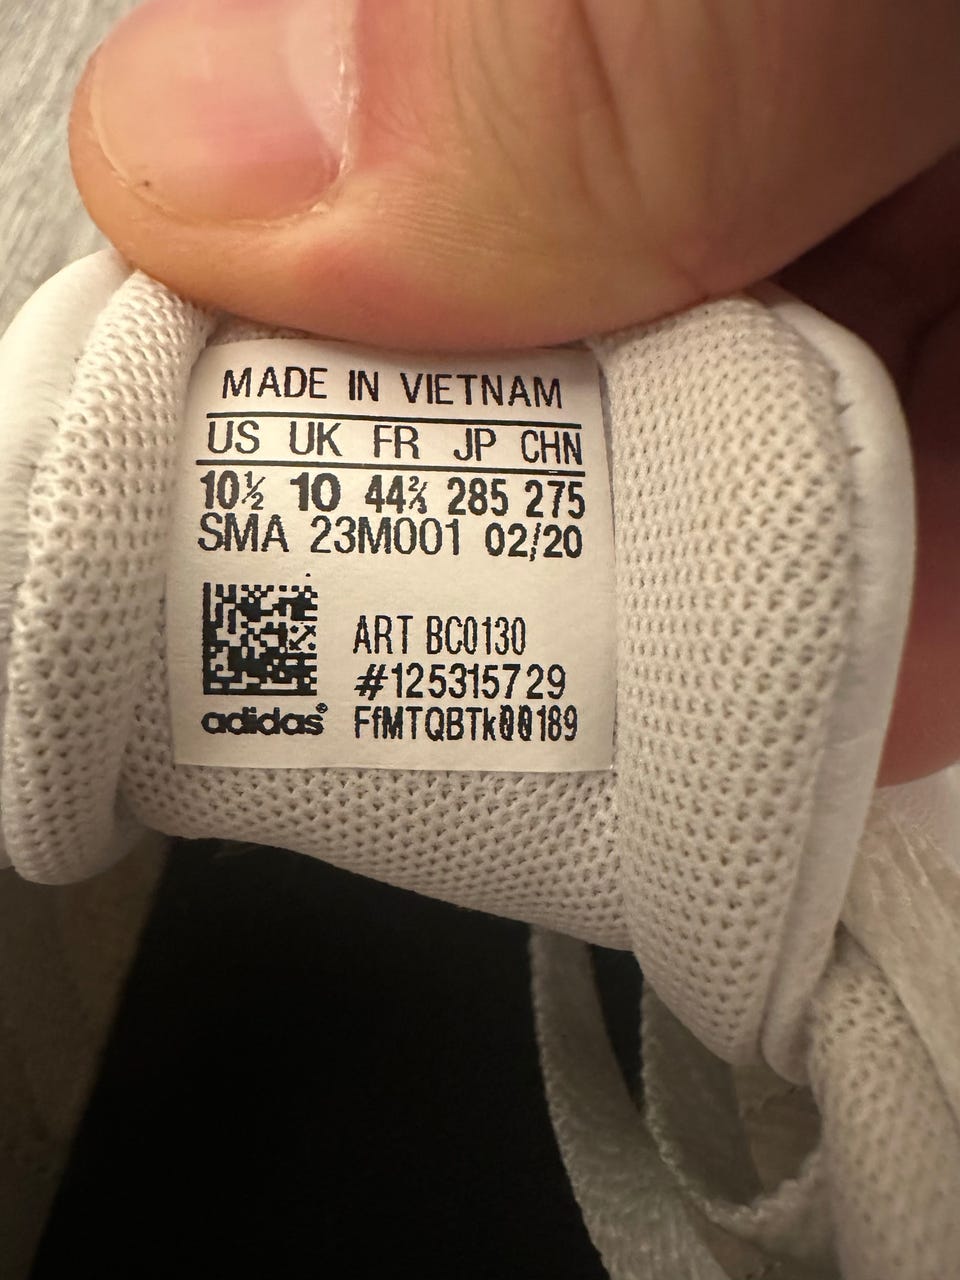 MADE IN VIETNAM
US UK FR JP CHN
10½ 10 44⅔ 285 275
SMA 23M001 02/20
ART BC0130
#125315729
adidas® FfMTQBTk00189